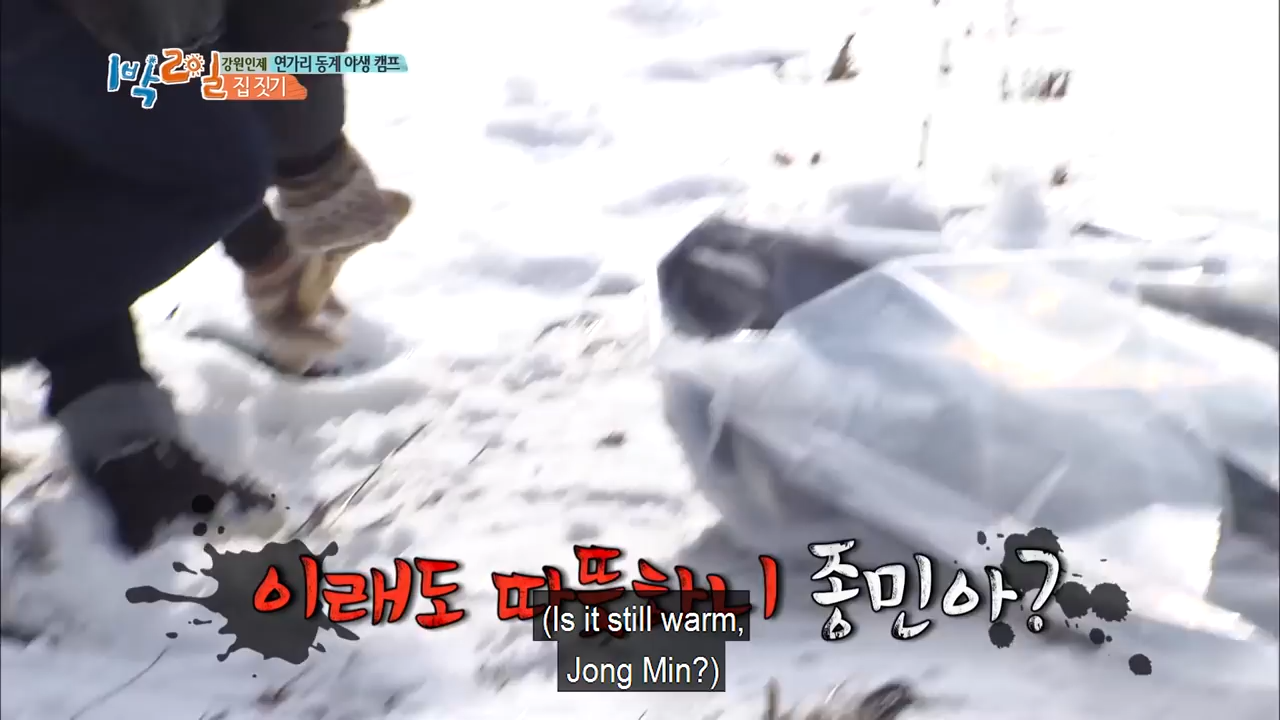 1박2일 강원인제 연가리 동계 야생 캠프
집 짓기
이래도 따뜻하니 종민아?
(Is it still warm,
Jong Min?)